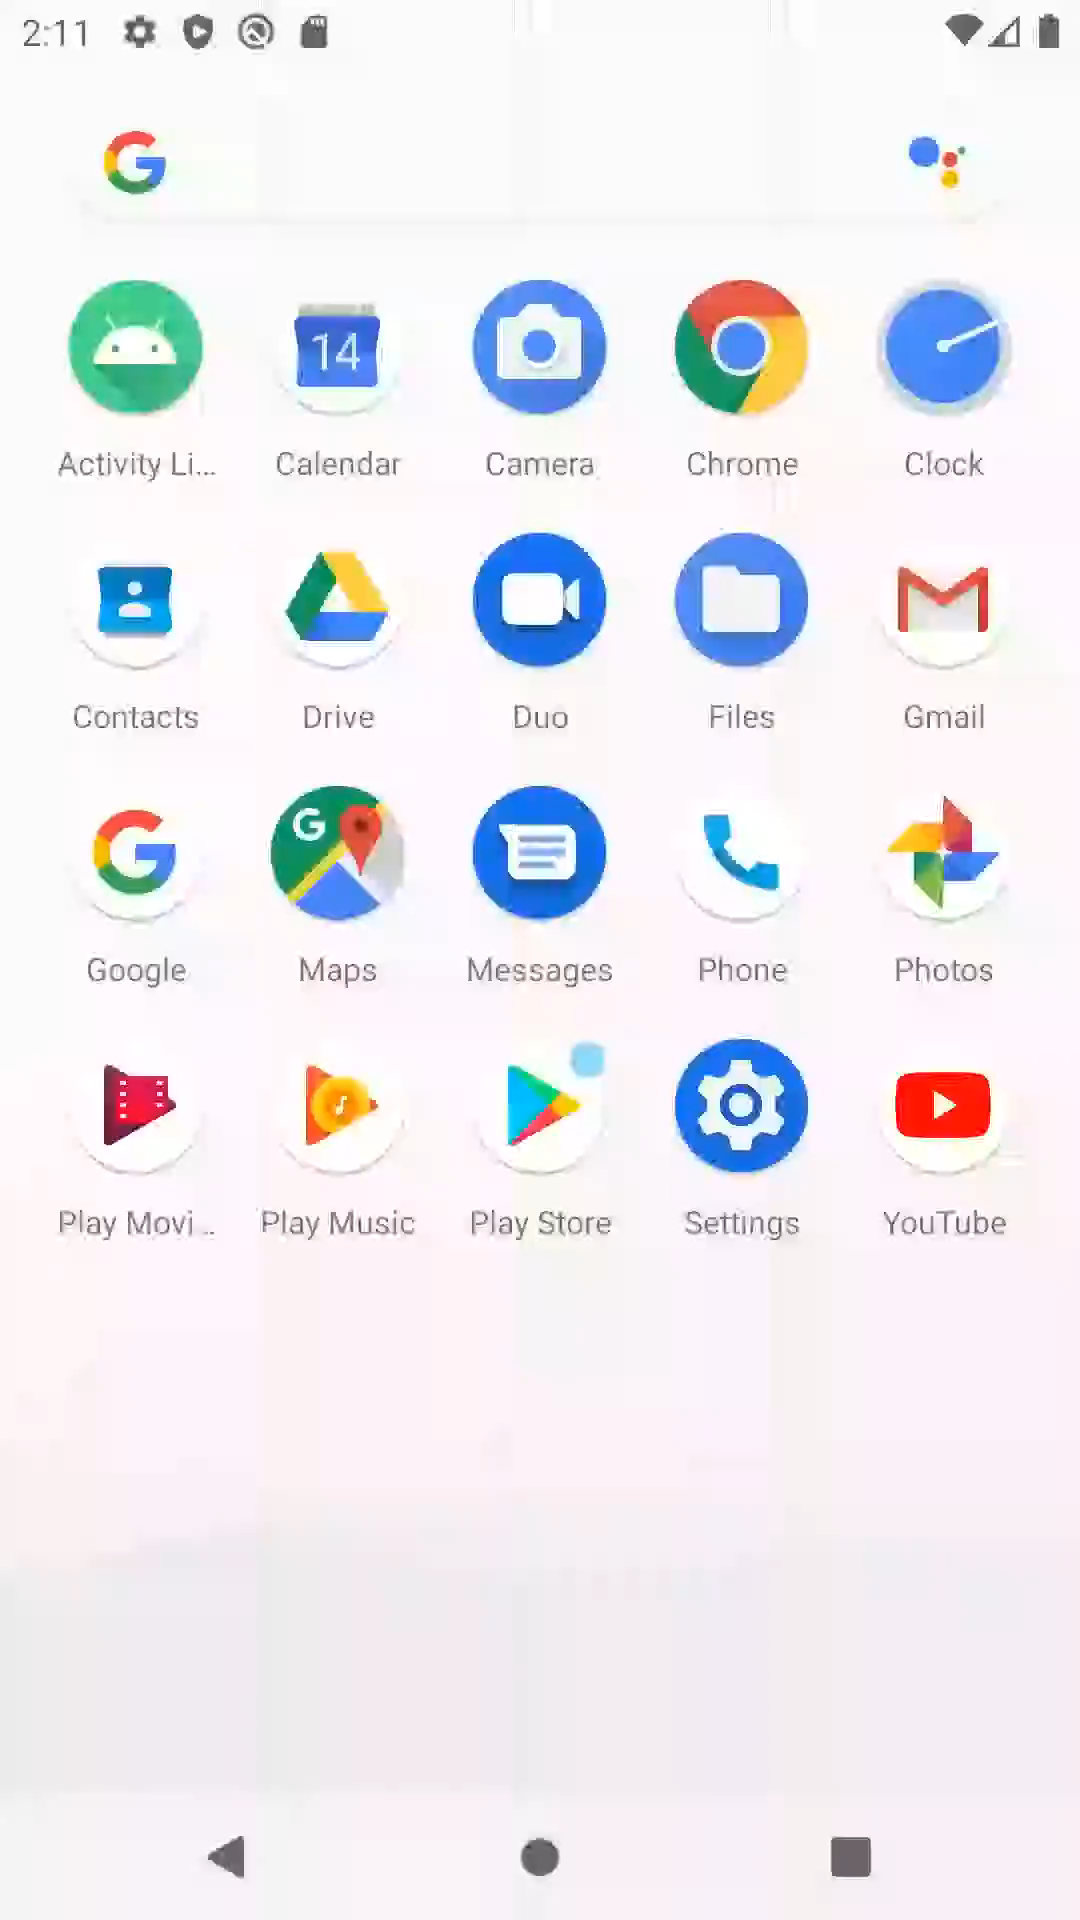 2:11
14
Activity Li...
Calendar
Camera
Chrome
Clock
Contacts
Drive
Duo
Files
Gmail
Google
G
Maps
Messages
Phone
Photos
Play Movi...
Play Music
Play Store
Settings
YouTube